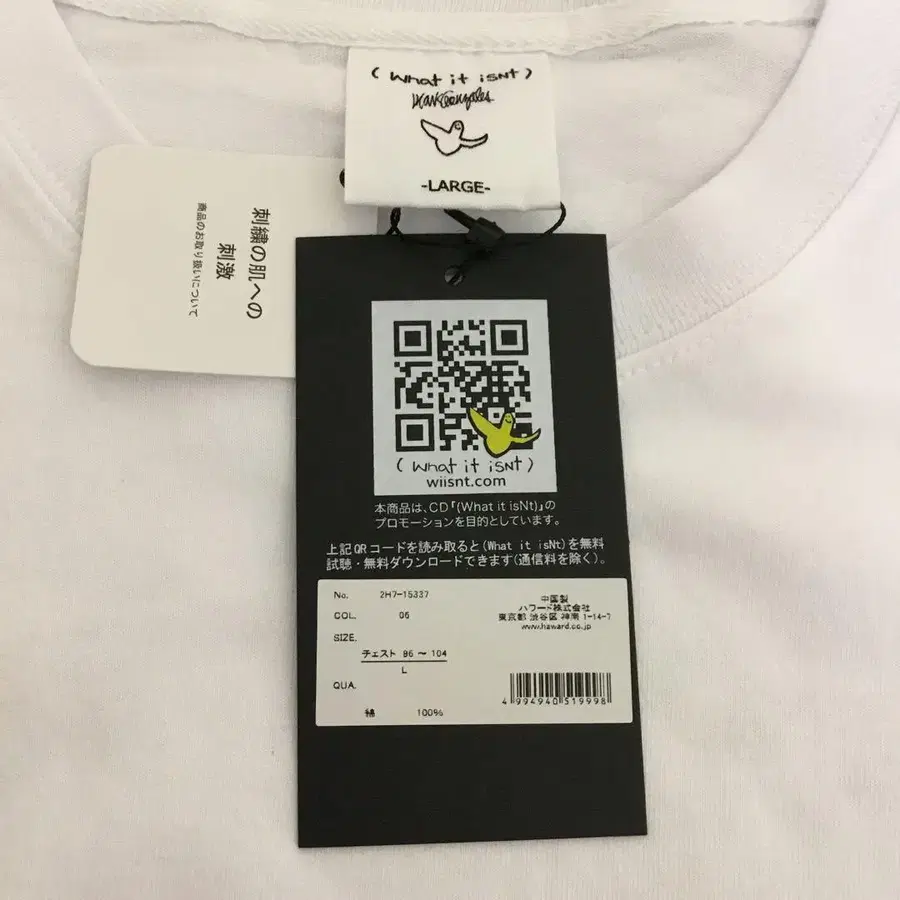 (What it isNt)
MarkGonzales
-LARGE-
刺繍の肌への
刺激
商品のお取り扱いについて
(What it isNt)
wiisnt.com
本商品は、CD「(What it isNt)」の
プロモーションを目的としています。
上記QRコードを読み取ると(What it isNt)を無料
試聴・無料ダウンロードできます(通信料を除く)。
No. 2H7-15337
COL. 06
SIZE.
チェスト 96 〜 104
L
QUA.
綿 100%
中国製
ハワード株式会社
東京都 渋谷区 神南 1-14-7
www.haward.co.jp
4 994940 519998